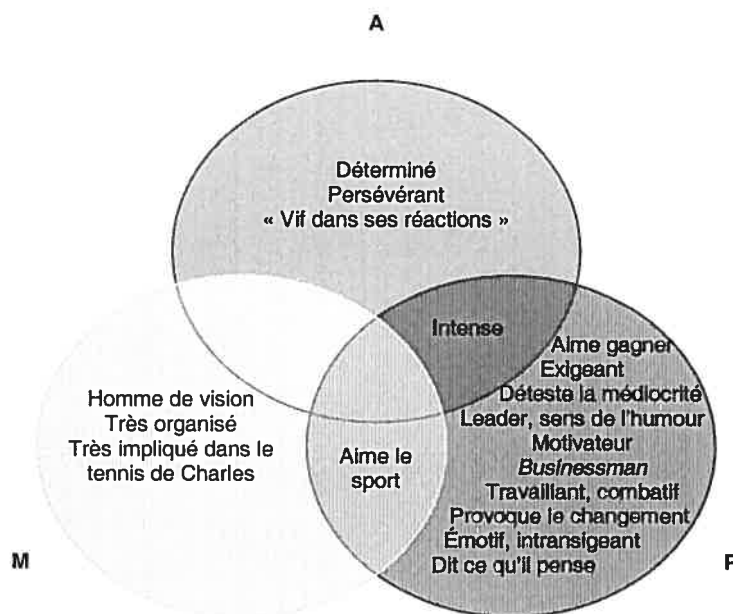 A
Déterminé
Persévérant
« Vif dans ses réactions »
Intense
Aime gagner
Exigeant
Déteste la médiocrité
Leader, sens de l'humour
Motivateur
Businessman
Travaillant, combatif
Provoque le changement
Émotif, intransigeant
Dit ce qu'il pense
Homme de vision
Très organisé
Très impliqué dans le
tennis de Charles
Aime le
sport
M
P